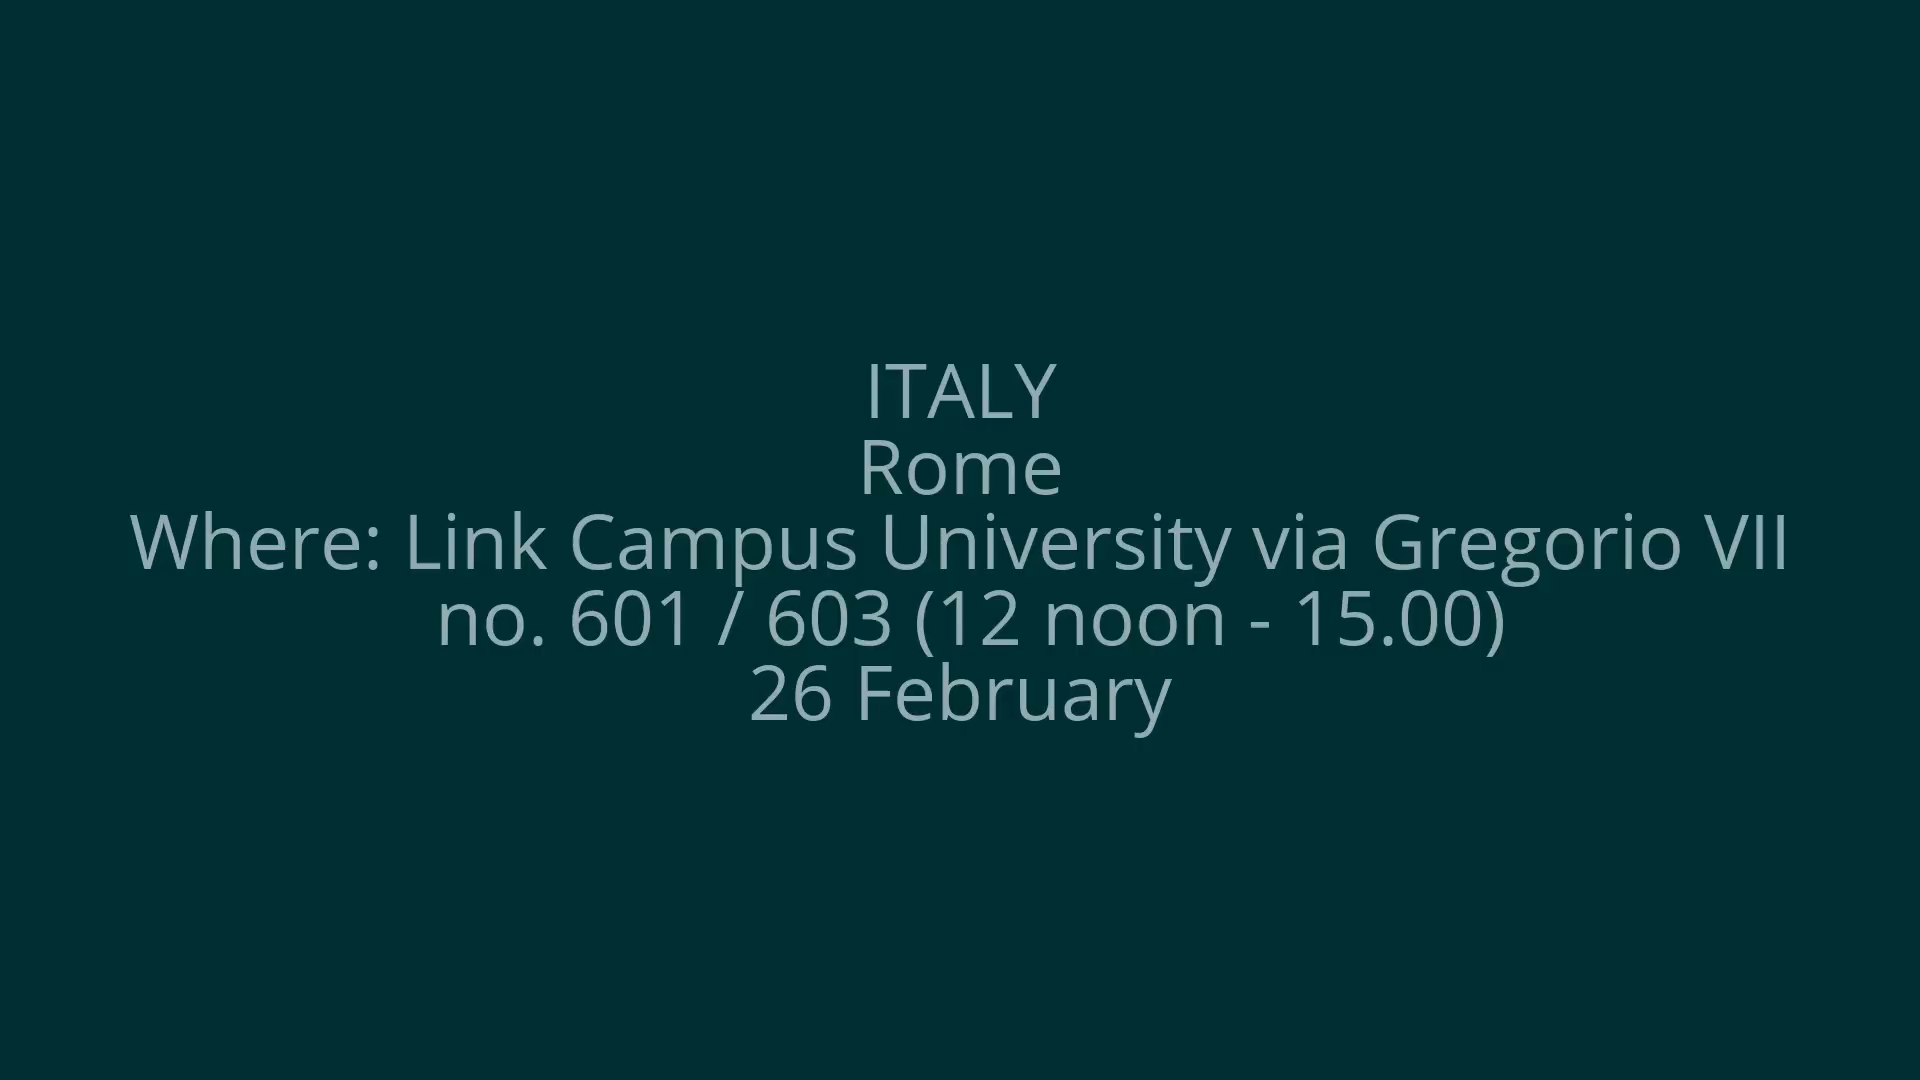 ITALY
Rome
Where: Link Campus University via Gregorio VII
no. 601 / 603 (12 noon - 15.00)
26 February